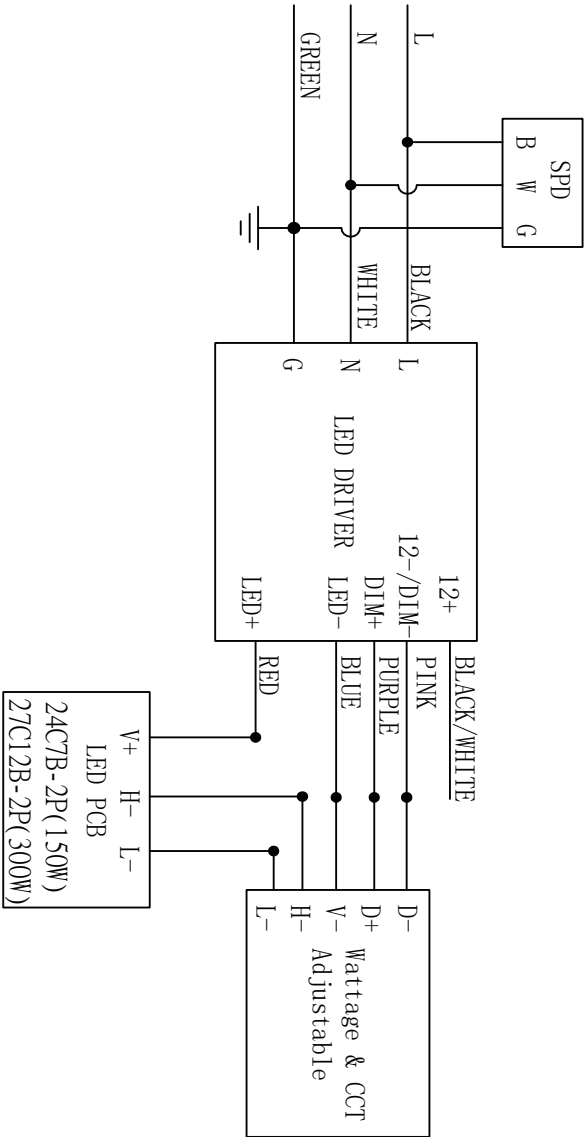 SPD
B
W
G
L
N
GREEN
BLACK
WHITE
L
N
G
LED DRIVER
12+
12-/DIM-
DIM+
LED-
LED+
BLACK/WHITE
PINK
PURPLE
BLUE
RED
D-
D+
V-
H-
L-
Wattage & CCT
Adjustable
V+
H-
L-
LED PCB
24C7B-2P(150W)
27C12B-2P(300W)